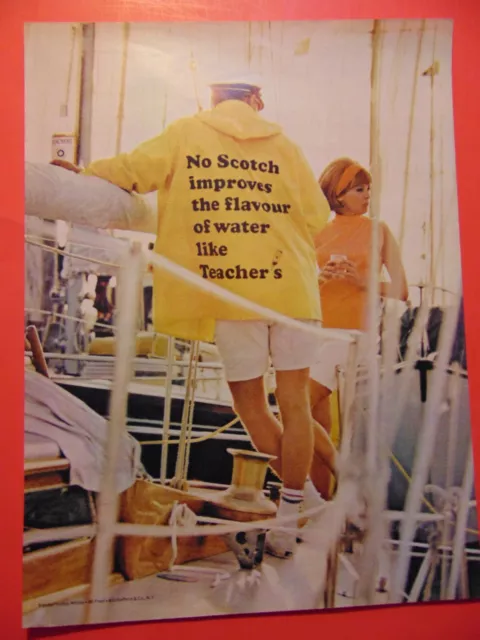 No Scotch
improves
the flavour
of water
like
Teacher's